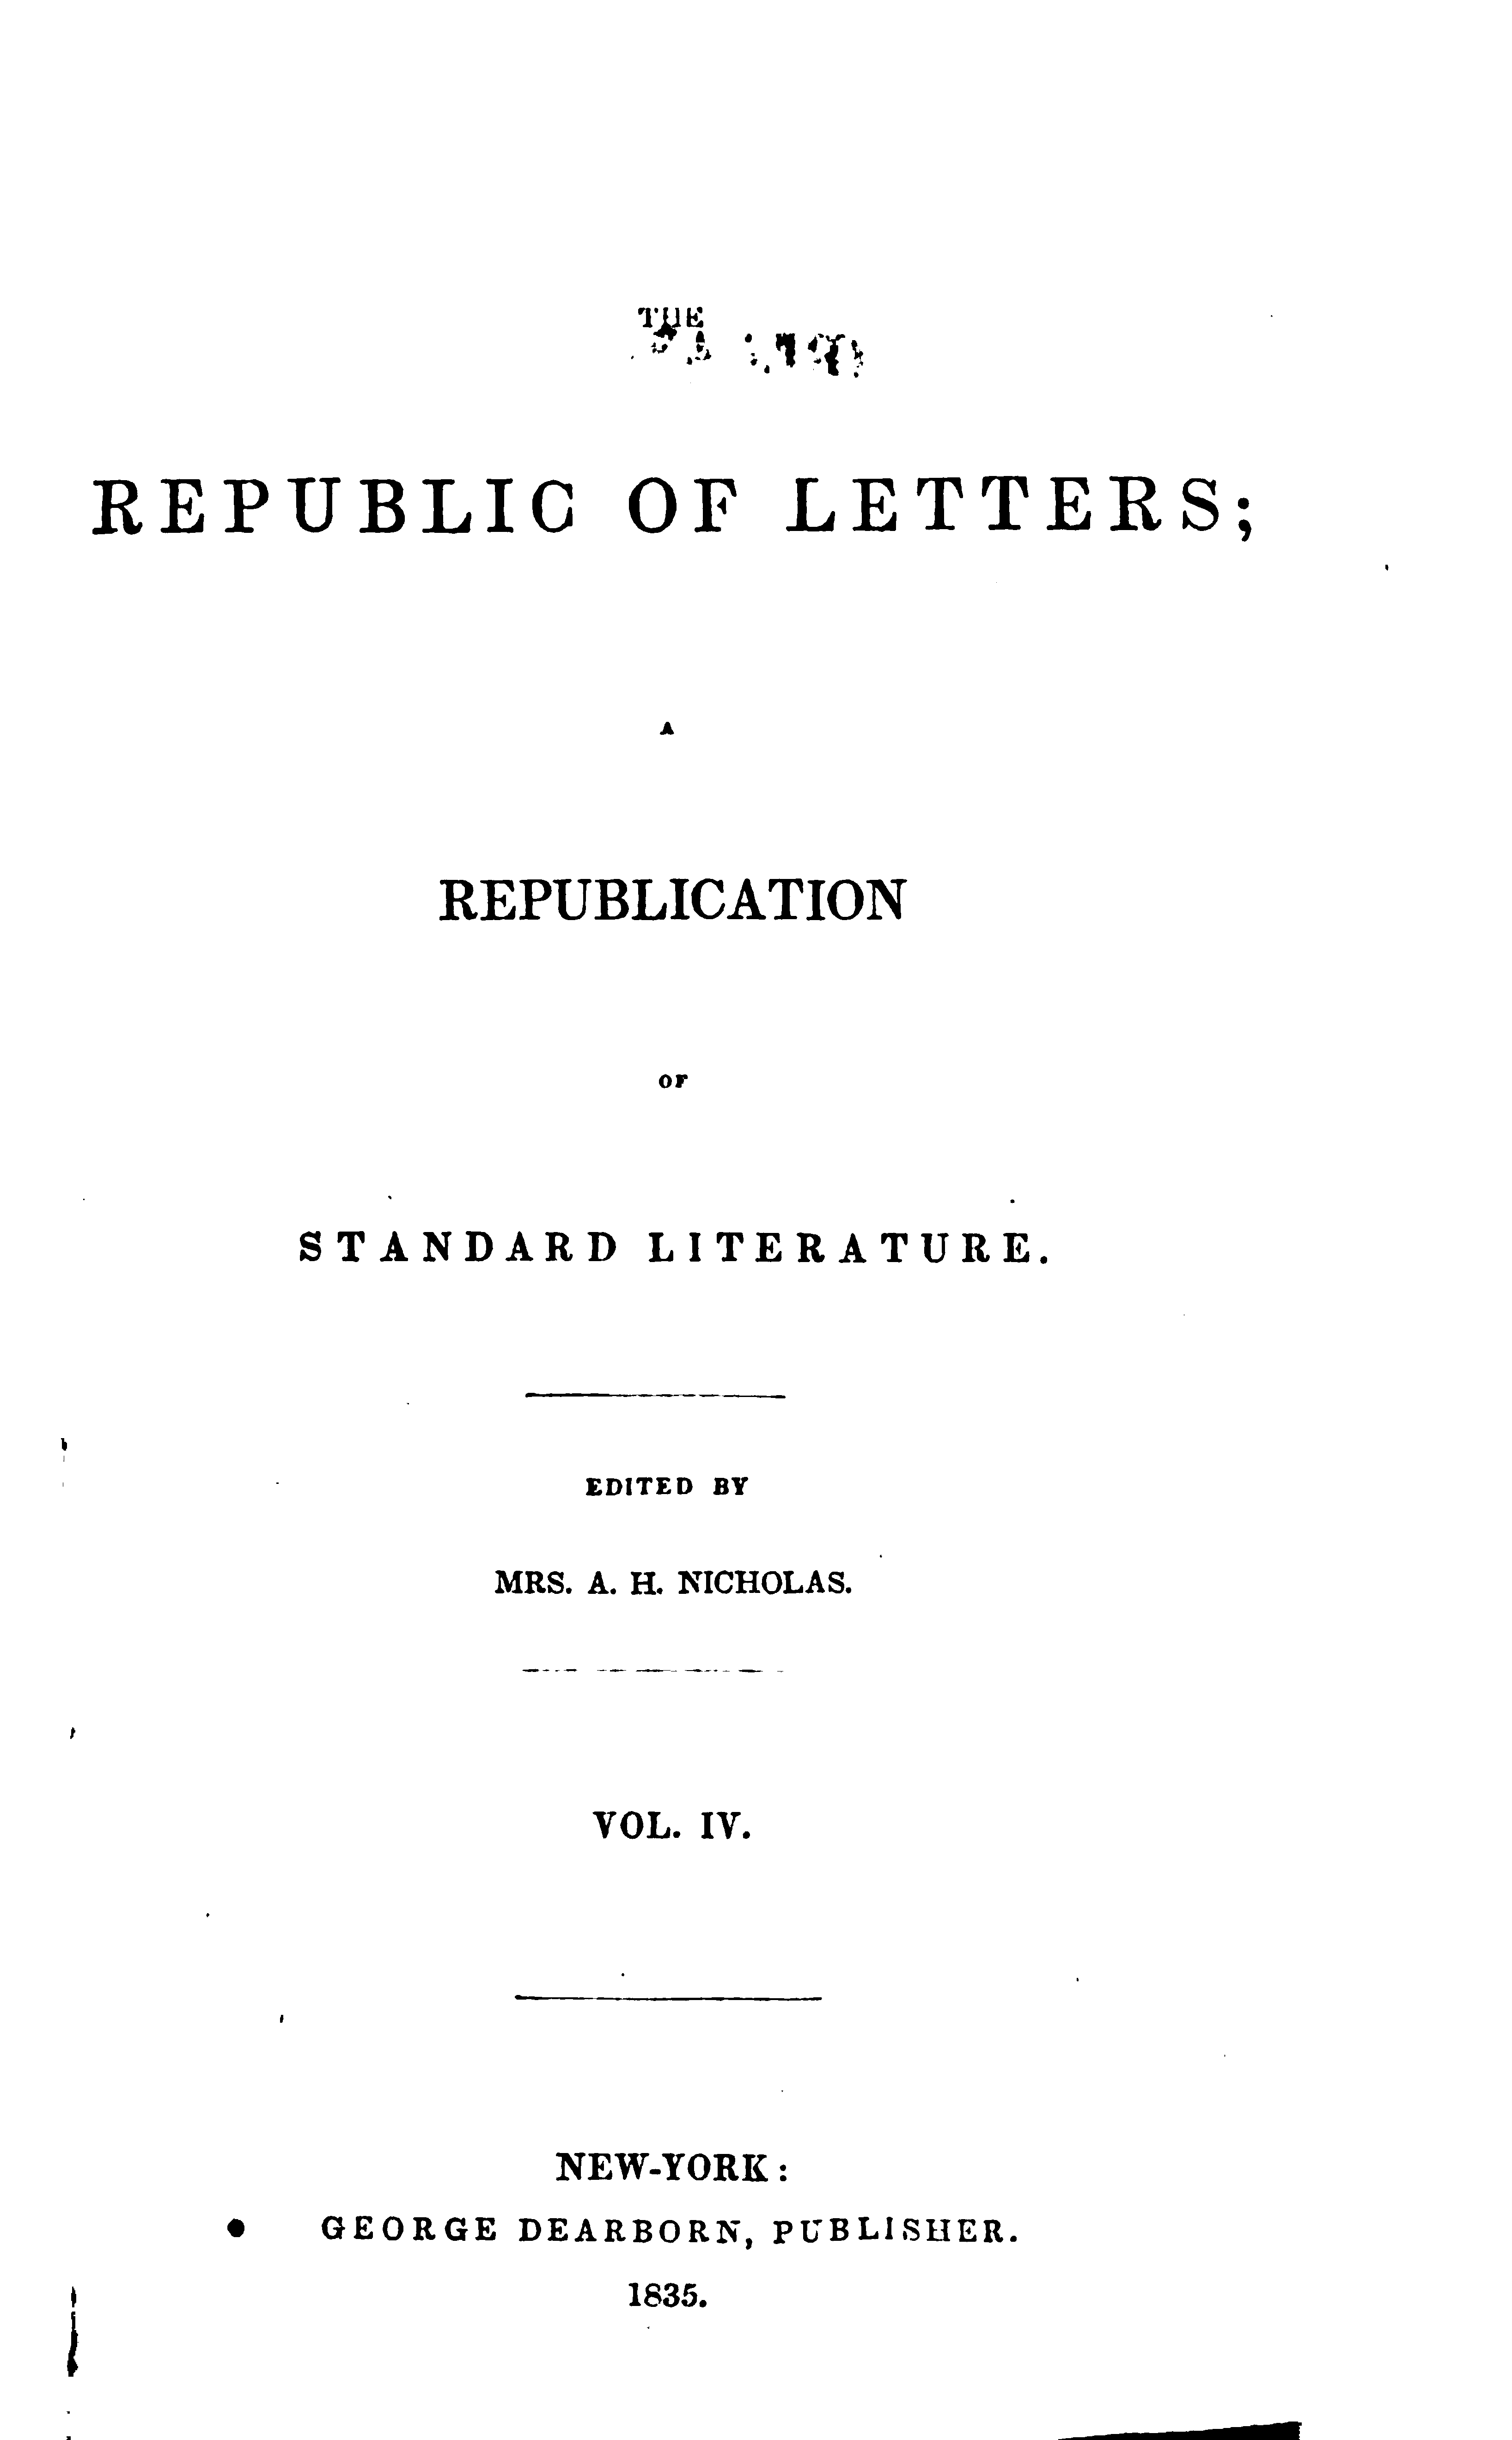 THE
REPUBLIC OF LETTERS;
A
REPUBLICATION
OF
STANDARD LITERATURE.
EDITED BY
MRS. A. H. NICHOLAS.
VOL. IV.
NEW-YORK:
GEORGE DEARBORN, PUBLISHER.
1835.